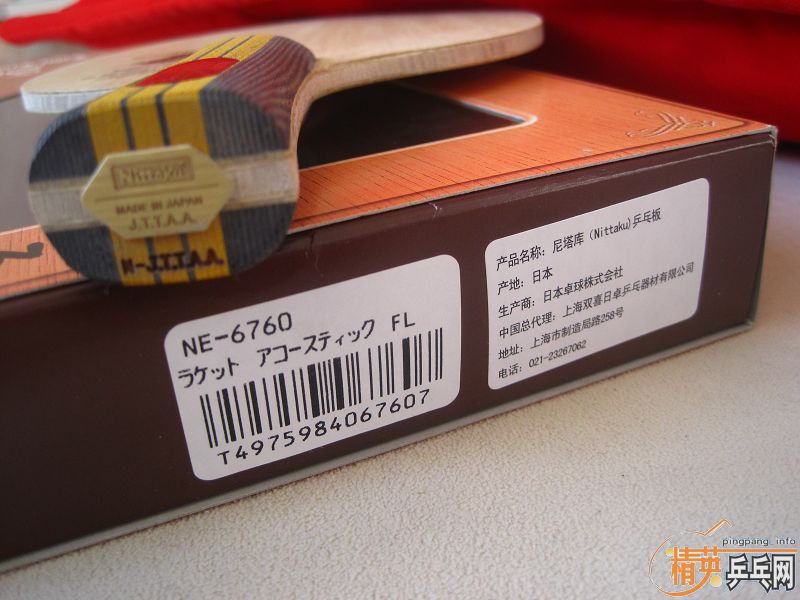 Nittaku
MADE IN JAPAN
J.T.T.A.A.
N-J.T.T.A.A.
NE-6760
ラケット アコースティック FL
T4975984067607
产品名称：尼塔库（Nittaku)乒乓板
产地：日本
生产商：日本卓球株式会社
中国总代理：上海双喜日卓乒乓器材有限公司
地址：上海市制造局路258号
电话：021-23267062
pingpang_info
精英乒乓网